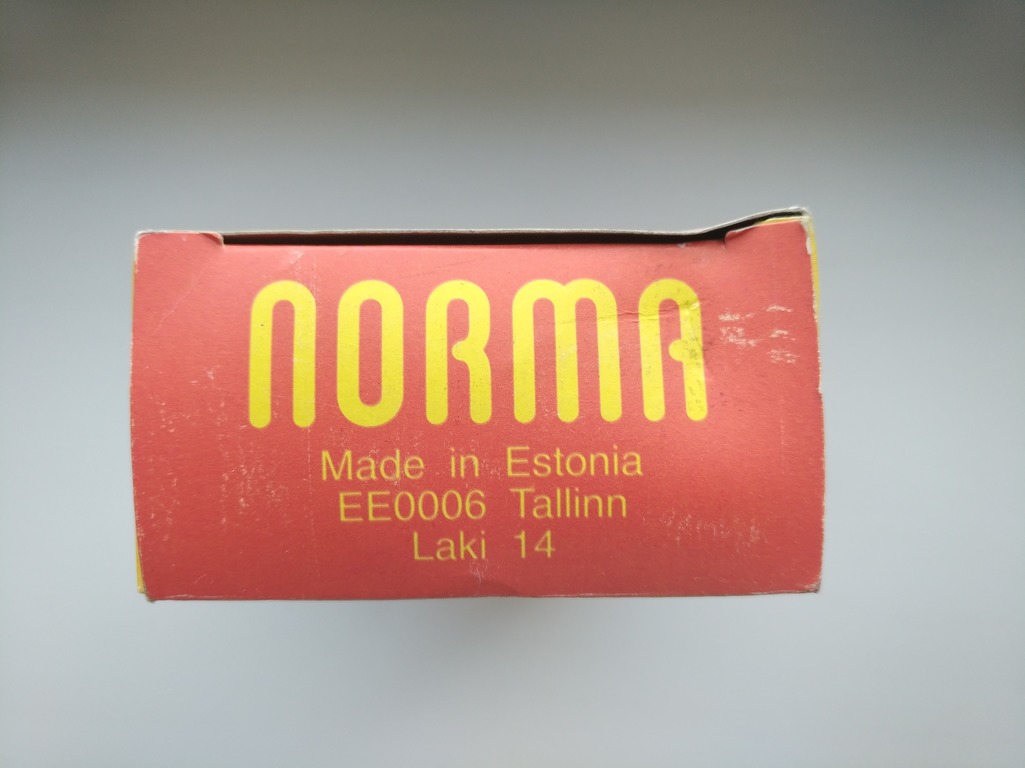 NORMA
Made in Estonia
EE0006 Tallinn
Laki 14